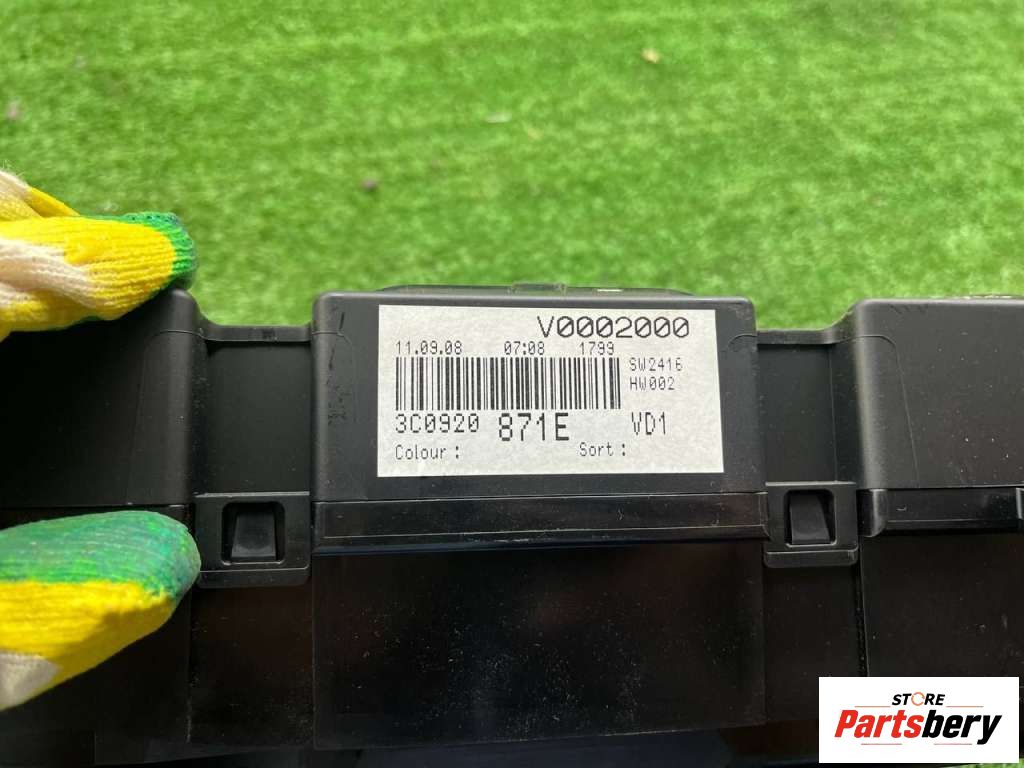 V0002000
11.09.08 07:08 1799
SW2416
HW002
3C0920 871E VD1
Colour : Sort :
STORE
Partsbery